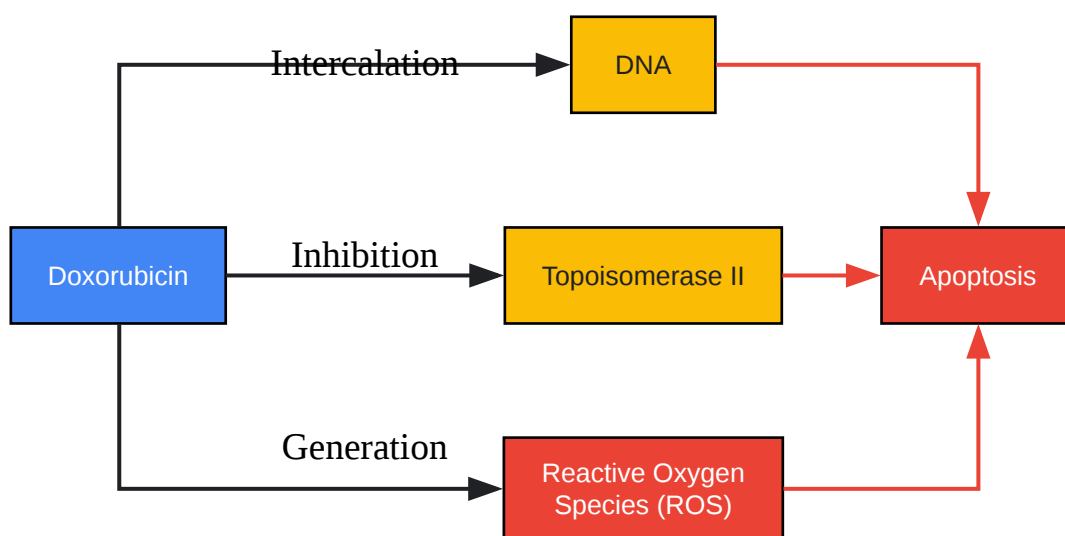 Intercalation
DNA
Doxorubicin
Inhibition
Topoisomerase II
Apoptosis
Generation
Reactive Oxygen
Species (ROS)